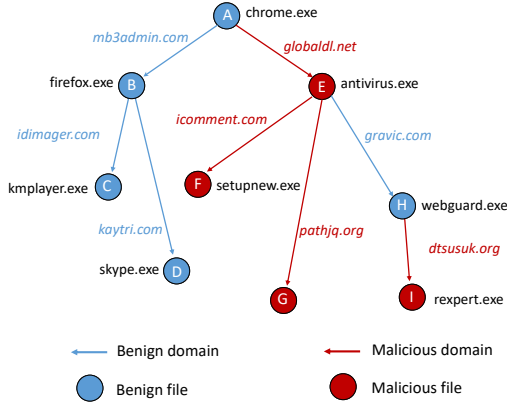 A chrome.exe
mb3admin.com
globaldl.net
firefox.exe B
E antivirus.exe
idimager.com
icomment.com
gravic.com
kmplayer.exe C
F setupnew.exe
H webguard.exe
kaytri.com
pathjq.org
dtsusuk.org
skype.exe D
G
I rexpert.exe
Benign domain
Malicious domain
Benign file
Malicious file